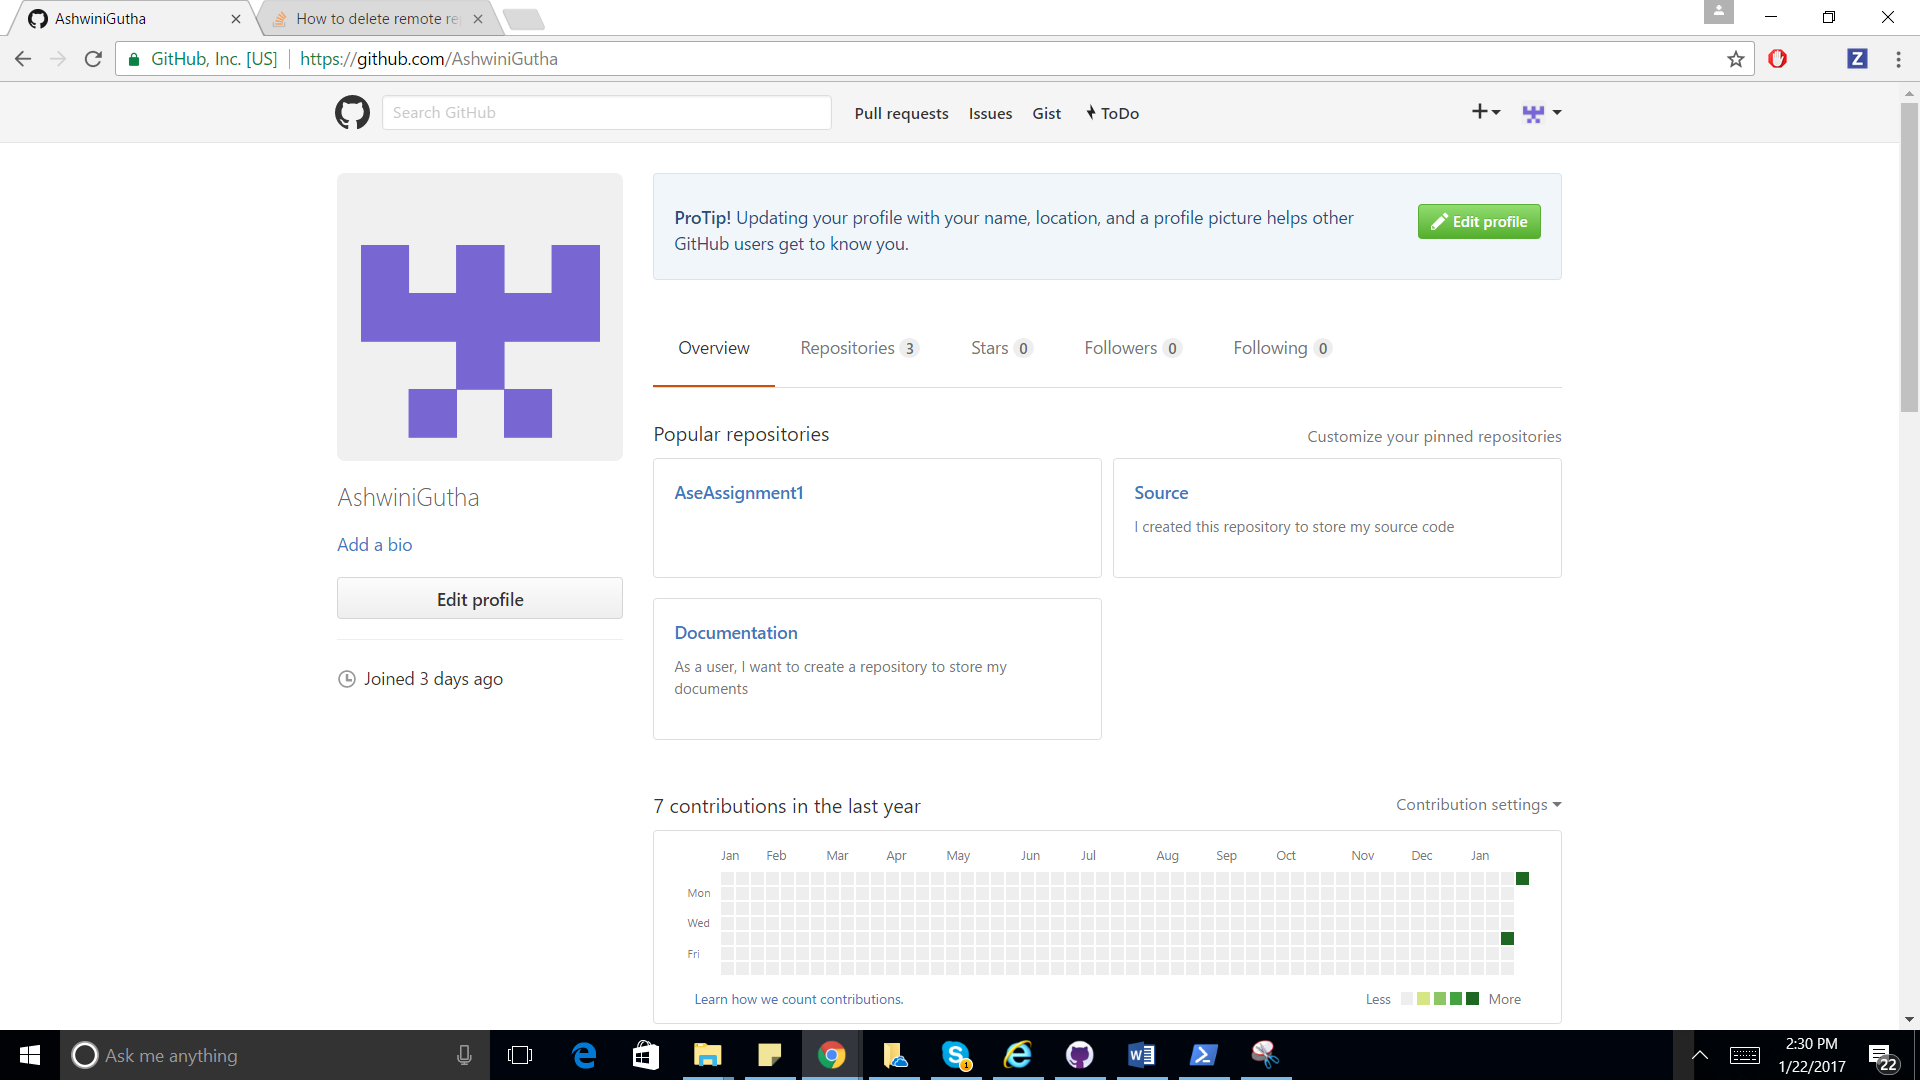 AshwiniGutha
How to delete remote re
GitHub, Inc. [US] https://github.com/AshwiniGutha
Search GitHub
Pull requests Issues Gist ToDo
ProTip! Updating your profile with your name, location, and a profile picture helps other
GitHub users get to know you.
Edit profile
Overview Repositories 3 Stars 0 Followers 0 Following 0
AshwiniGutha
Add a bio
Edit profile
Joined 3 days ago
Popular repositories
Customize your pinned repositories
AseAssignment1
Source
I created this repository to store my source code
Documentation
As a user, I want to create a repository to store my
documents
7 contributions in the last year
Contribution settings
Jan Feb Mar Apr May Jun Jul Aug Sep Oct Nov Dec Jan
Mon
Wed
Fri
Learn how we count contributions.
Less More
Z
Ask me anything
1
2:30 PM
1/22/2017
22